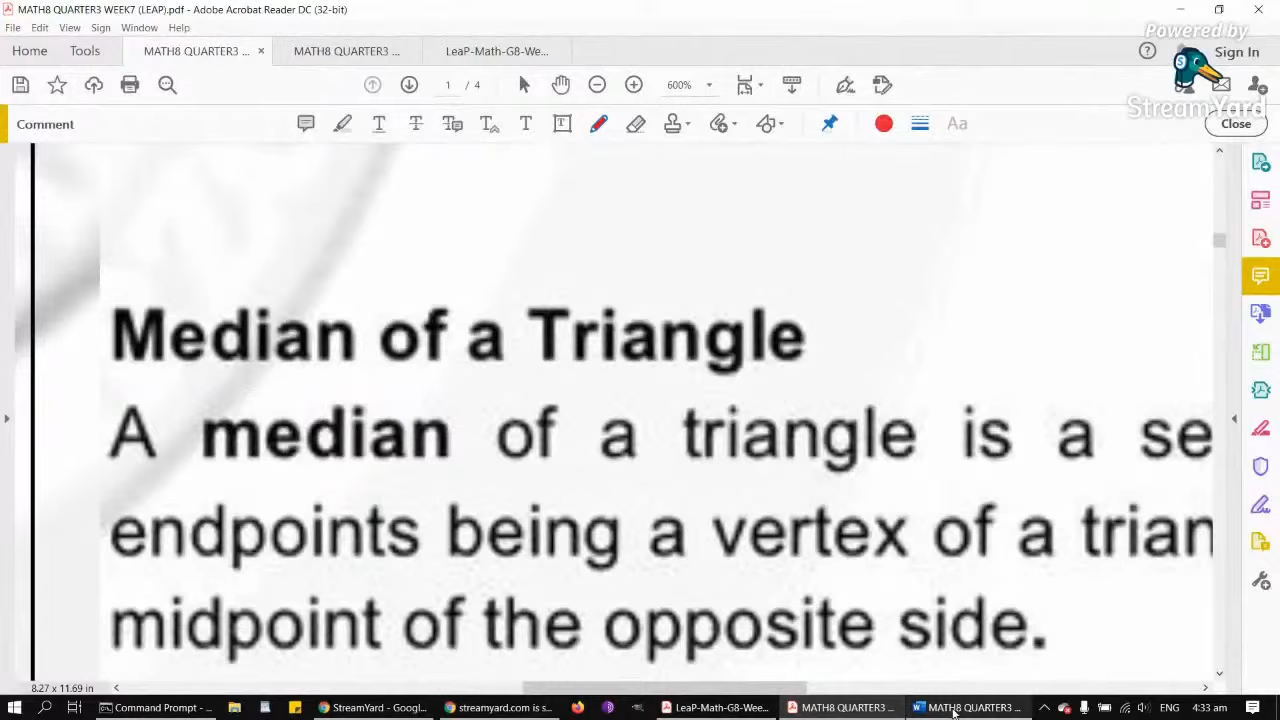 MATH8 QUARTER3 WEEK7 (LEAP).pdf - Adobe Acrobat Reader DC (32-bit)
File Edit View Sign Window Help
Powered by
Home Tools MATH8 QUARTER3 ... × MATH8 QUARTER3 ... LeaP-Math-G8-We... Sign In
1 / 4 600%
StreamYard
Comment Aa Close
Median of a Triangle
A median of a triangle is a se
endpoints being a vertex of a trian
midpoint of the opposite side.
8.27 x 11.69 in
Command Prompt - ... StreamYard - Googl... streamyard.com is s... LeaP-Math-G8-Wee... MATH8 QUARTER3 ... MATH8 QUARTER3 ... 4:33 am